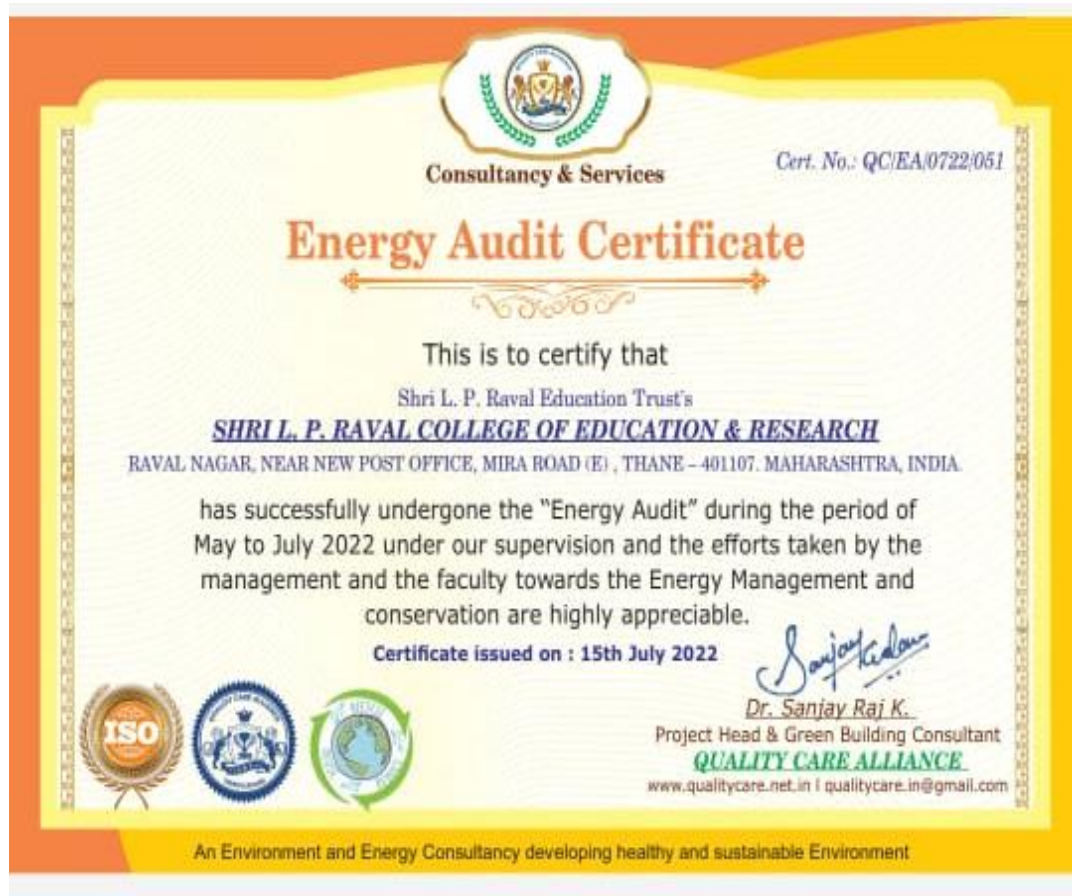 Consultancy & Services
Cert. No.: QC/EA/0722/051
Energy Audit Certificate
This is to certify that
Shri L. P. Raval Education Trust's
SHRI L. P. RAVAL COLLEGE OF EDUCATION & RESEARCH
RAVAL NAGAR, NEAR NEW POST OFFICE, MIRA ROAD (E) , THANE – 401107. MAHARASHTRA, INDIA.
has successfully undergone the "Energy Audit" during the period of
May to July 2022 under our supervision and the efforts taken by the
management and the faculty towards the Energy Management and
conservation are highly appreciable.
Certificate issued on : 15th July 2022
Dr. Sanjay Raj K.
Project Head & Green Building Consultant
QUALITY CARE ALLIANCE
www.qualitycare.net.in l qualitycare.in@gmail.com
ISO
An Environment and Energy Consultancy developing healthy and sustainable Environment